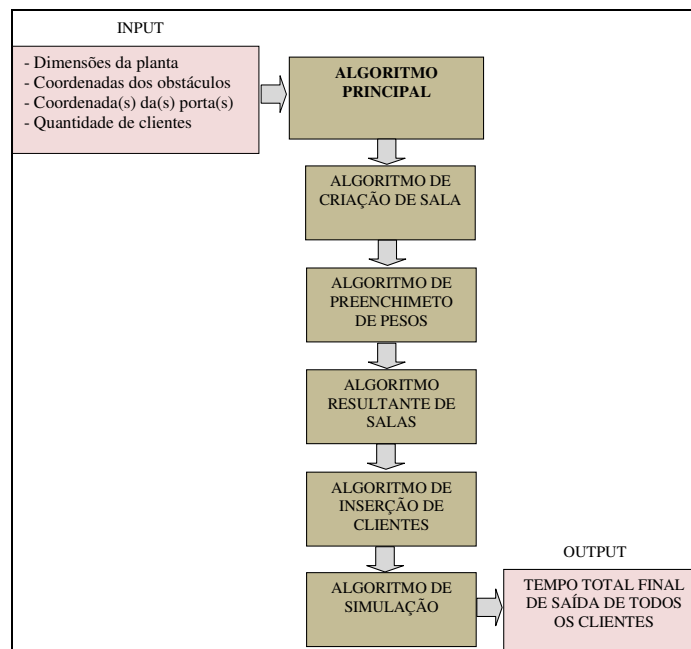 INPUT
- Dimensões da planta
- Coordenadas dos obstáculos
- Coordenada(s) da(s) porta(s)
- Quantidade de clientes
ALGORITMO
PRINCIPAL
ALGORITMO DE
CRIAÇÃO DE SALA
ALGORITMO DE
PREENCHIMETO
DE PESOS
ALGORITMO
RESULTANTE DE
SALAS
ALGORITMO DE
INSERÇÃO DE
CLIENTES
ALGORITMO DE
SIMULAÇÃO
OUTPUT
TEMPO TOTAL FINAL
DE SAÍDA DE TODOS
OS CLIENTES